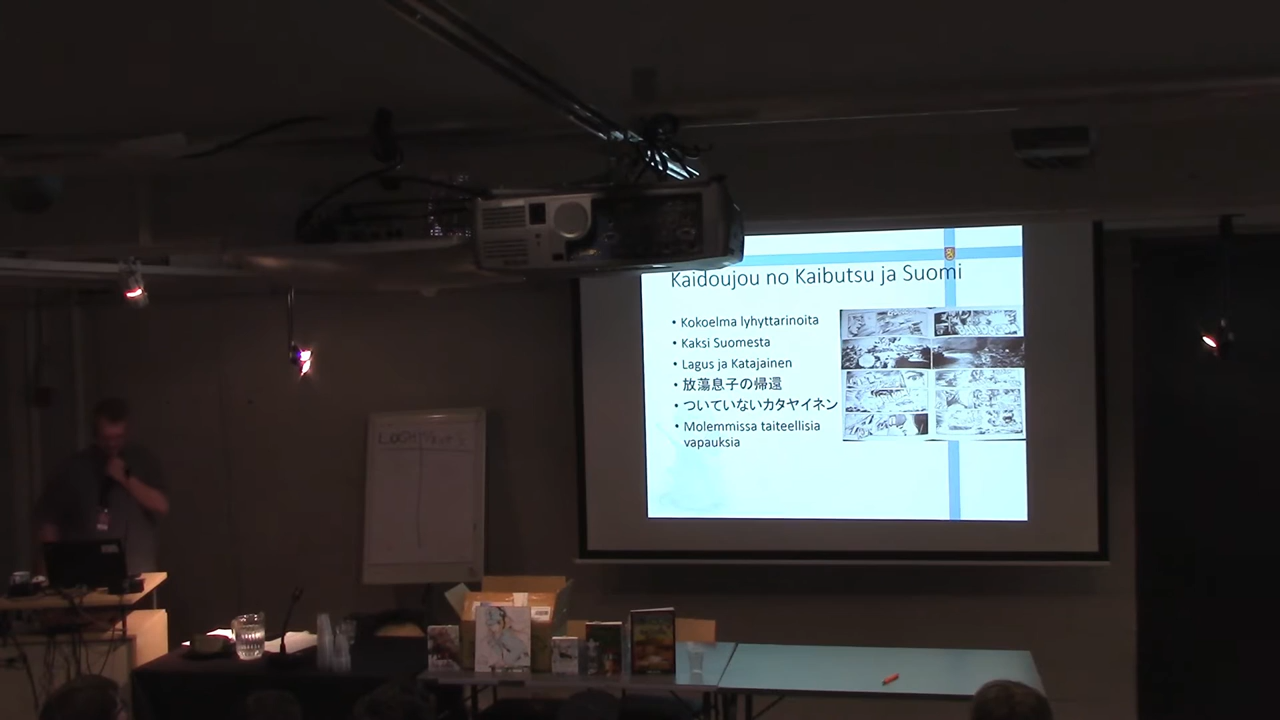 Kaidoujou no Kaibutsu ja Suomi
• Kokoelma lyhyttarinoita
• Kaksi Suomesta
• Lagus ja Katajainen
• 放蕩息子の帰還
• ついていないカタヤイネン
• Molemmissa taiteellisia
vapauksia